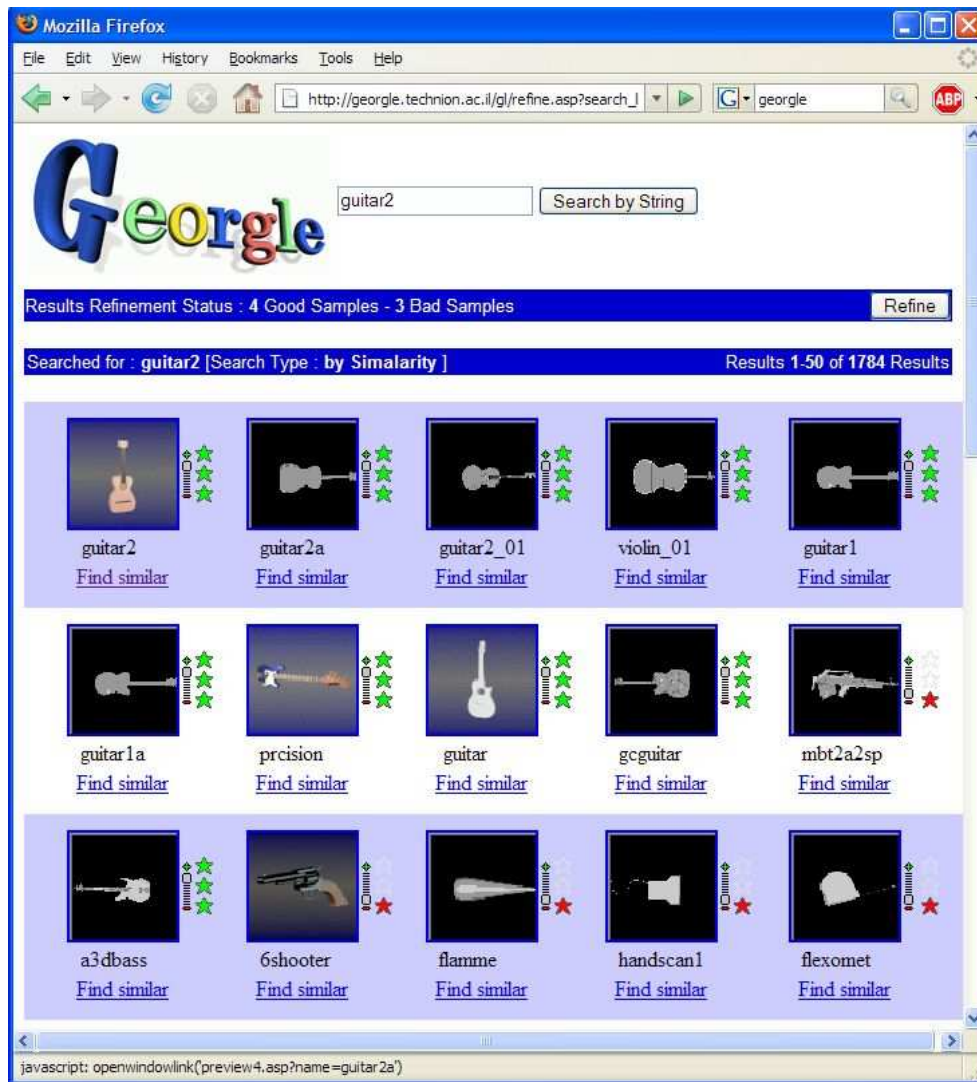 Mozilla Firefox
File Edit View History Bookmarks Tools Help
http://georgle.technion.ac.il/gl/refine.asp?search_l G georgle ABP
Georgle guitar2 Search by String
Results Refinement Status : 4 Good Samples - 3 Bad Samples Refine
Searched for : guitar2 [Search Type : by Simalarity ] Results 1-50 of 1784 Results
guitar2 guitar2a guitar2_01 violin_01 guitar1
Find similar Find similar Find similar Find similar Find similar
guitar1a prcision guitar gcguitar mbt2a2sp
Find similar Find similar Find similar Find similar Find similar
a3dbass 6shooter flamme handscan1 flexomet
Find similar Find similar Find similar Find similar Find similar
javascript: openwindowlink('preview4.asp?name=guitar2a')